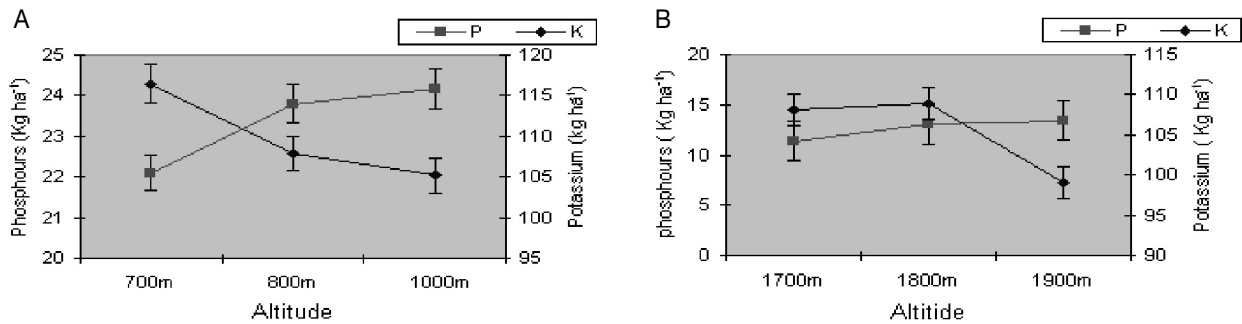 A
P K
Phosphours (Kg ha-1)
25
24
23
22
21
20
120
115
110
105
100
95
Potassium (kg ha1)
700m 800m 1000m
Altitude
B
P K
phosphours ( Kg ha-1)
20
15
10
5
0
115
110
105
100
95
90
Potassium ( Kg ha-1)
1700m 1800m 1900m
Altitide